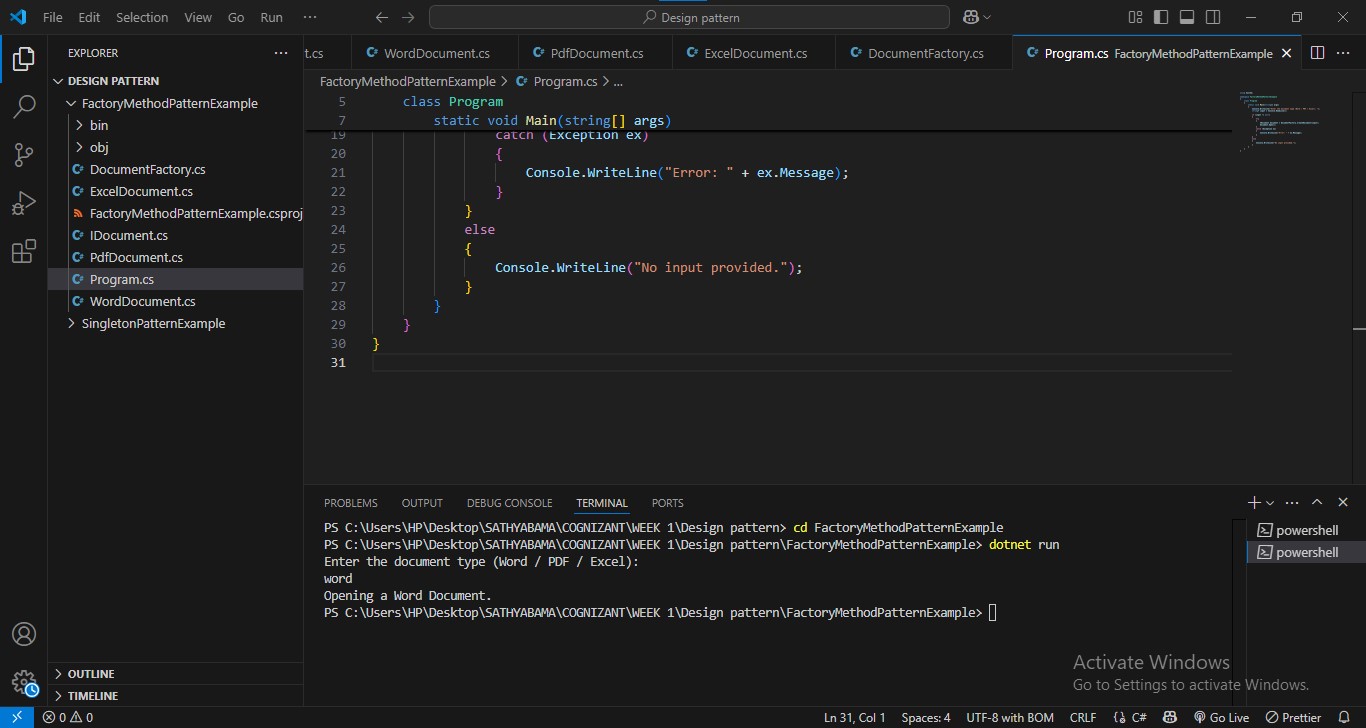 File Edit Selection View Go Run ···
Design pattern
EXPLORER ···
t.cs WordDocument.cs PdfDocument.cs ExcelDocument.cs DocumentFactory.cs Program.cs FactoryMethodPatternExample
DESIGN PATTERN
FactoryMethodPatternExample
bin
obj
DocumentFactory.cs
ExcelDocument.cs
FactoryMethodPatternExample.csproj
IDocument.cs
PdfDocument.cs
Program.cs
WordDocument.cs
SingletonPatternExample
OUTLINE
TIMELINE
FactoryMethodPatternExample > Program.cs > ...
5 class Program
7 static void Main(string[] args)
19 catch (Exception ex)
20 {
21 Console.WriteLine("Error: " + ex.Message);
22 }
23 }
24 else
25 {
26 Console.WriteLine("No input provided.");
27 }
28 }
29 }
30 }
31
PROBLEMS OUTPUT DEBUG CONSOLE TERMINAL PORTS
PS C:\Users\HP\Desktop\SATHYABAMA\COGNIZANT\WEEK 1\Design pattern> cd FactoryMethodPatternExample
PS C:\Users\HP\Desktop\SATHYABAMA\COGNIZANT\WEEK 1\Design pattern\FactoryMethodPatternExample> dotnet run
Enter the document type (Word / PDF / Excel):
word
Opening a Word Document.
PS C:\Users\HP\Desktop\SATHYABAMA\COGNIZANT\WEEK 1\Design pattern\FactoryMethodPatternExample>
powershell
powershell
Activate Windows
Go to Settings to activate Windows.
0 0 Ln 31, Col 1 Spaces: 4 UTF-8 with BOM CRLF {} C# Go Live Prettier